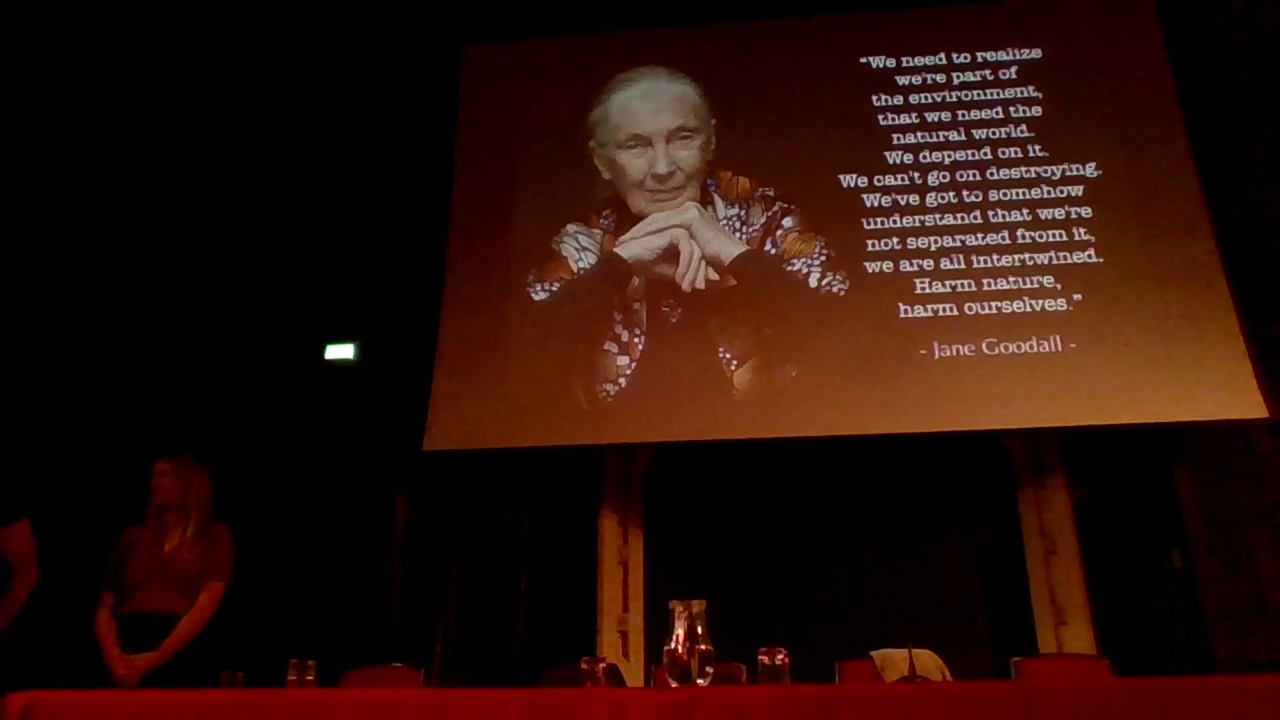 “We need to realize
we're part of
the environment,
that we need the
natural world.
We depend on it.
We can't go on destroying.
We've got to somehow
understand that we're
not separated from it,
we are all intertwined.
Harm nature,
harm ourselves.”
- Jane Goodall -